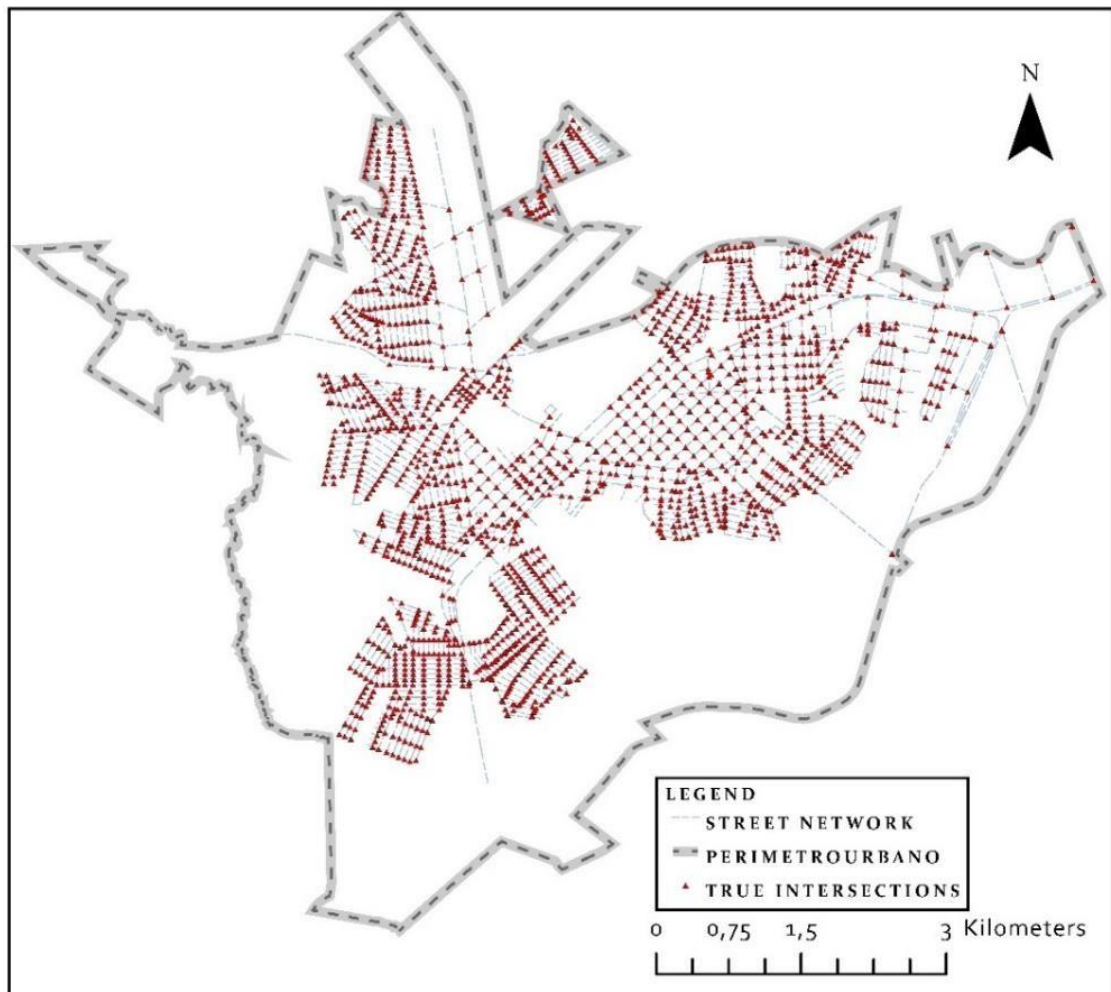 N
LEGEND
STREET NETWORK
PERIMETROURBANO
TRUE INTERSECTIONS
0 0,75 1,5 3 Kilometers